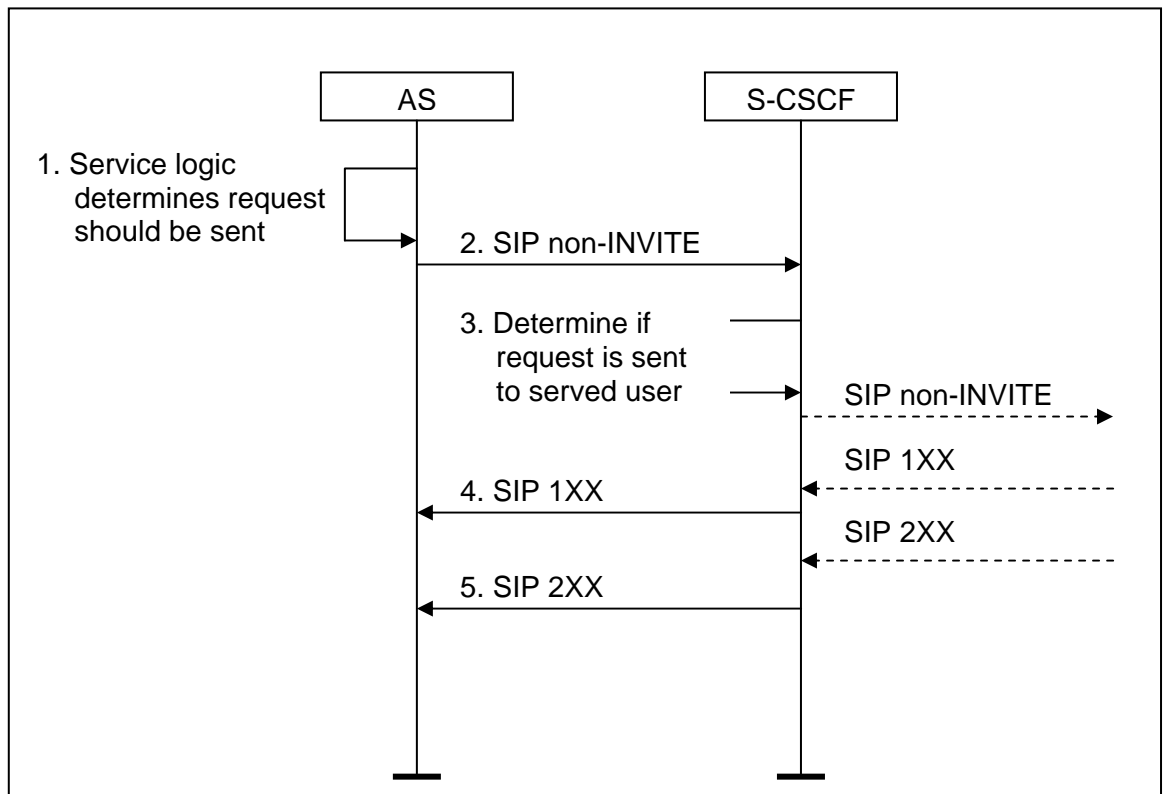 AS
S-CSCF
1. Service logic
determines request
should be sent
2. SIP non-INVITE
3. Determine if
request is sent
to served user
SIP non-INVITE
SIP 1XX
4. SIP 1XX
SIP 2XX
5. SIP 2XX